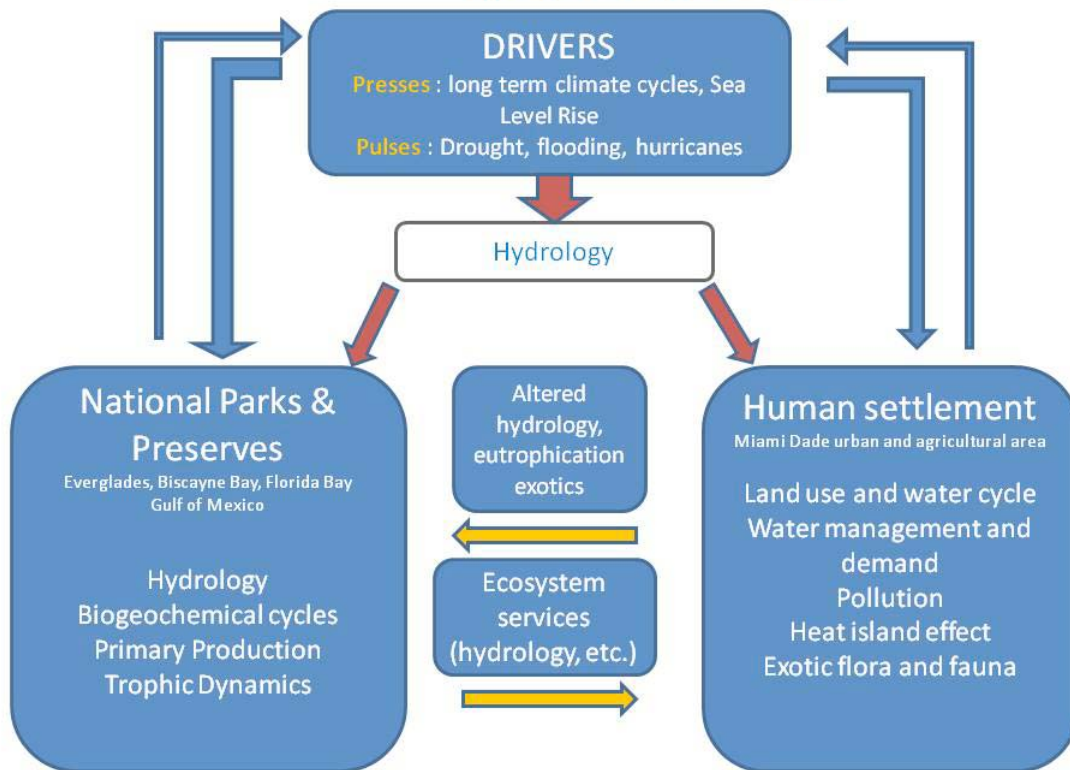 DRIVERS
Presses : long term climate cycles, Sea
Level Rise
Pulses : Drought, flooding, hurricanes
Hydrology
National Parks &
Preserves
Everglades, Biscayne Bay, Florida Bay
Gulf of Mexico
Hydrology
Biogeochemical cycles
Primary Production
Trophic Dynamics
Altered
hydrology,
eutrophication
exotics
Ecosystem
services
(hydrology, etc.)
Human settlement
Miami Dade urban and agricultural area
Land use and water cycle
Water management and
demand
Pollution
Heat island effect
Exotic flora and fauna